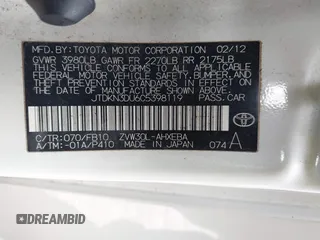 MFD. BY: TOYOTA MOTOR CORPORATION 02/12
GVWR 3980LB GAWR FR 2270LB RR 2175LB
THIS VEHICLE CONFORMS TO ALL APPLICABLE
FEDERAL MOTOR VEHICLE SAFETY, BUMPER, AND
THEFT PREVENTION STANDARDS IN EFFECT
ON THE DATE OF MANUFACTURE SHOWN ABOVE.
JTDKN3DU6C5398119 PASS.CAR
C/TR:070/FB10 ZVW30L-AHXEBA
A/TM:-01A/P410 MADE IN JAPAN 074 A
DREAMBID